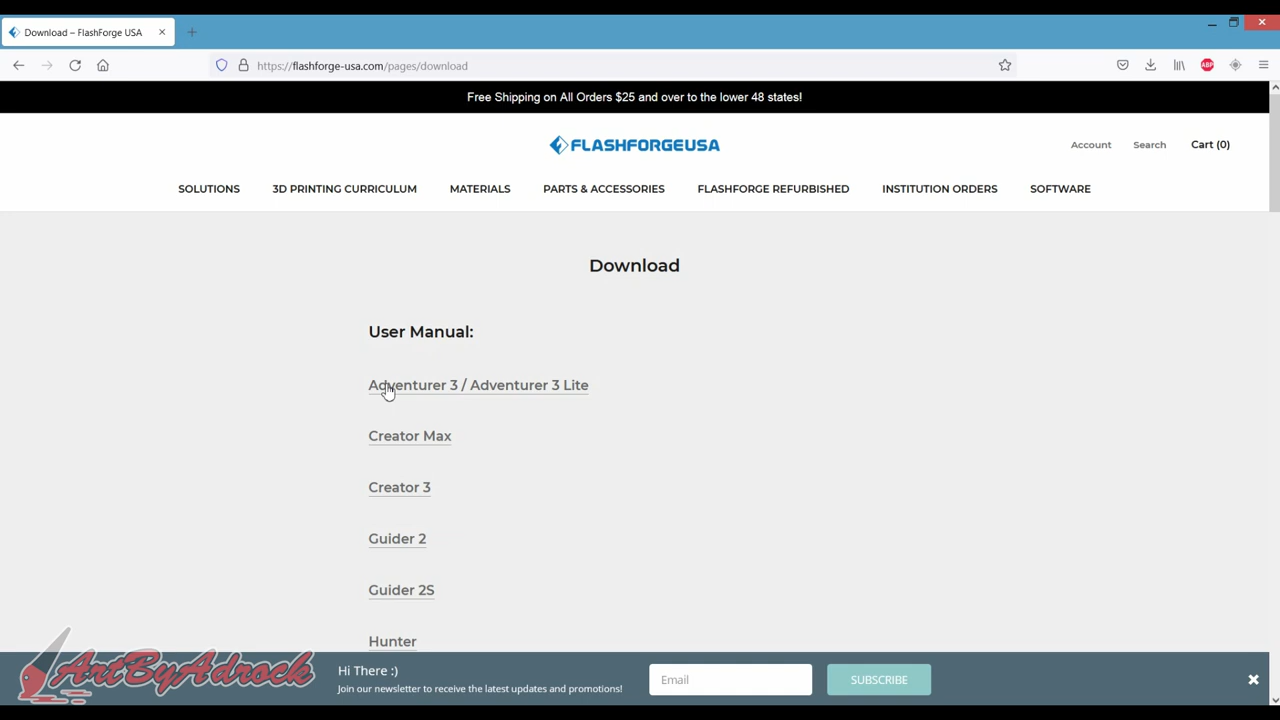 Download – FlashForge USA
https://flashforge-usa.com/pages/download
ABP
Free Shipping on All Orders $25 and over to the lower 48 states!
FLASHFORGEUSA
Account Search Cart (0)
SOLUTIONS 3D PRINTING CURRICULUM MATERIALS PARTS & ACCESSORIES FLASHFORGE REFURBISHED INSTITUTION ORDERS SOFTWARE
Download
User Manual:
Adventurer 3 / Adventurer 3 Lite
Creator Max
Creator 3
Guider 2
Guider 2S
Hunter
ArtByAdrock
Hi There :)
Join our newsletter to receive the latest updates and promotions!
Email
SUBSCRIBE